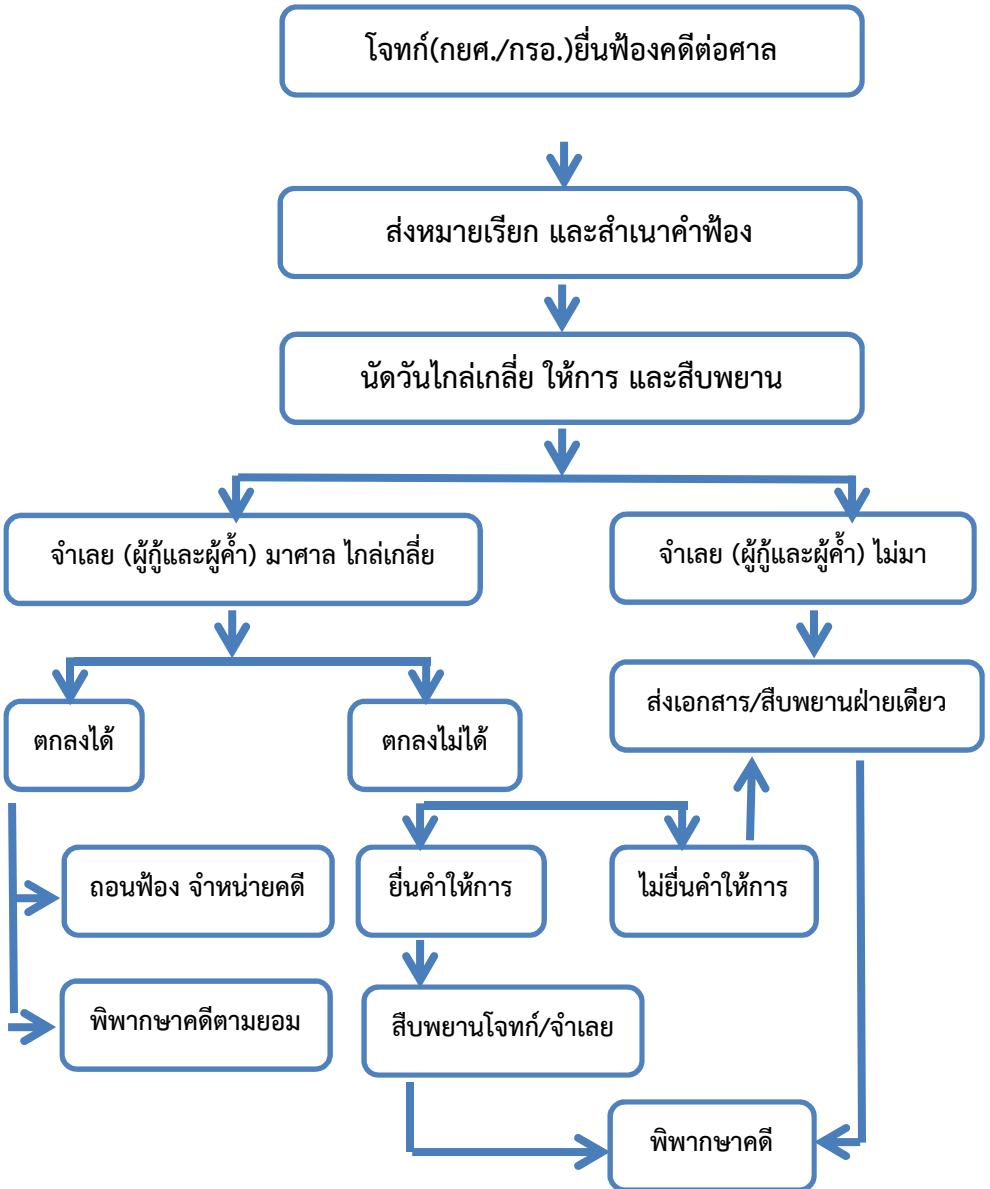 โจทก์(กยศ./กรอ.)ยื่นฟ้องคดีต่อศาล
ส่งหมายเรียก และสำเนาคำฟ้อง
นัดวันไกล่เกลี่ย ให้การ และสืบพยาน
จำเลย (ผู้กู้และผู้ค้ำ) มาศาล ไกล่เกลี่ย
จำเลย (ผู้กู้และผู้ค้ำ) ไม่มา
ส่งเอกสาร/สืบพยานฝ่ายเดียว
ตกลงได้
ตกลงไม่ได้
ถอนฟ้อง จำหน่ายคดี
ยื่นคำให้การ
ไม่ยื่นคำให้การ
พิพากษาคดีตามยอม
สืบพยานโจทก์/จำเลย
พิพากษาคดี